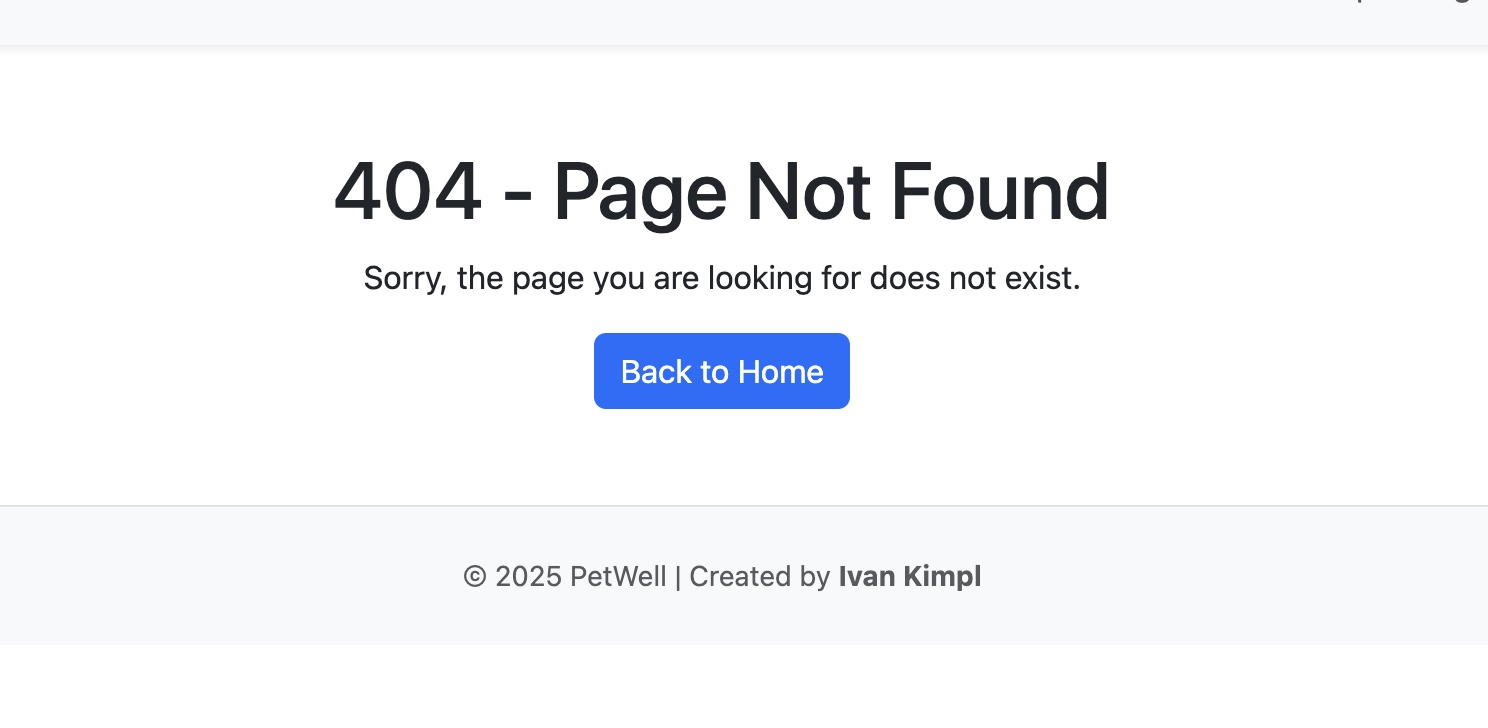 404 - Page Not Found
Sorry, the page you are looking for does not exist.
Back to Home
© 2025 PetWell | Created by Ivan Kimpl